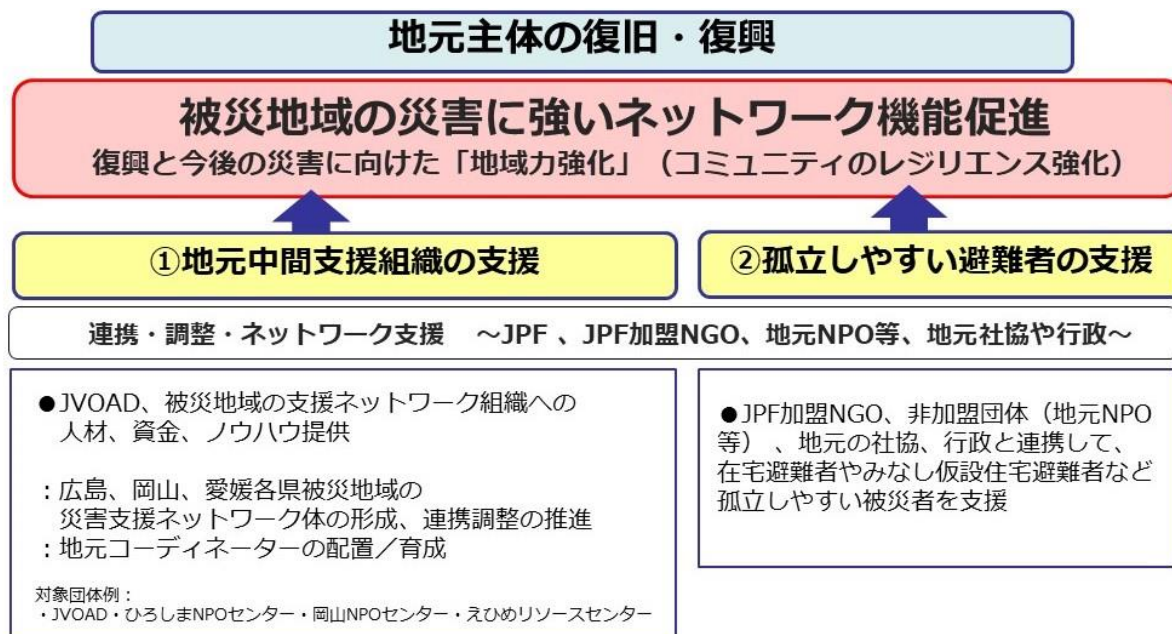 地元主体の復旧・復興
被災地域の災害に強いネットワーク機能促進
復興と今後の災害に向けた「地域力強化」（コミュニティのレジリエンス強化）
①地元中間支援組織の支援
②孤立しやすい避難者の支援
連携・調整・ネットワーク支援　～JPF 、JPF加盟NGO、地元NPO等、地元社協や行政～
●JVOAD、被災地域の支援ネットワーク組織への
人材、資金、ノウハウ提供
：広島、岡山、愛媛各県被災地域の
災害支援ネットワーク体の形成、連携調整の推進
：地元コーディネーターの配置／育成
対象団体例：
・JVOAD・ひろしまNPOセンター・岡山NPOセンター・えひめリソースセンター
●JPF加盟NGO、非加盟団体（地元NPO
等） 、地元の社協、行政と連携して、
在宅避難者やみなし仮設住宅避難者など
孤立しやすい被災者を支援